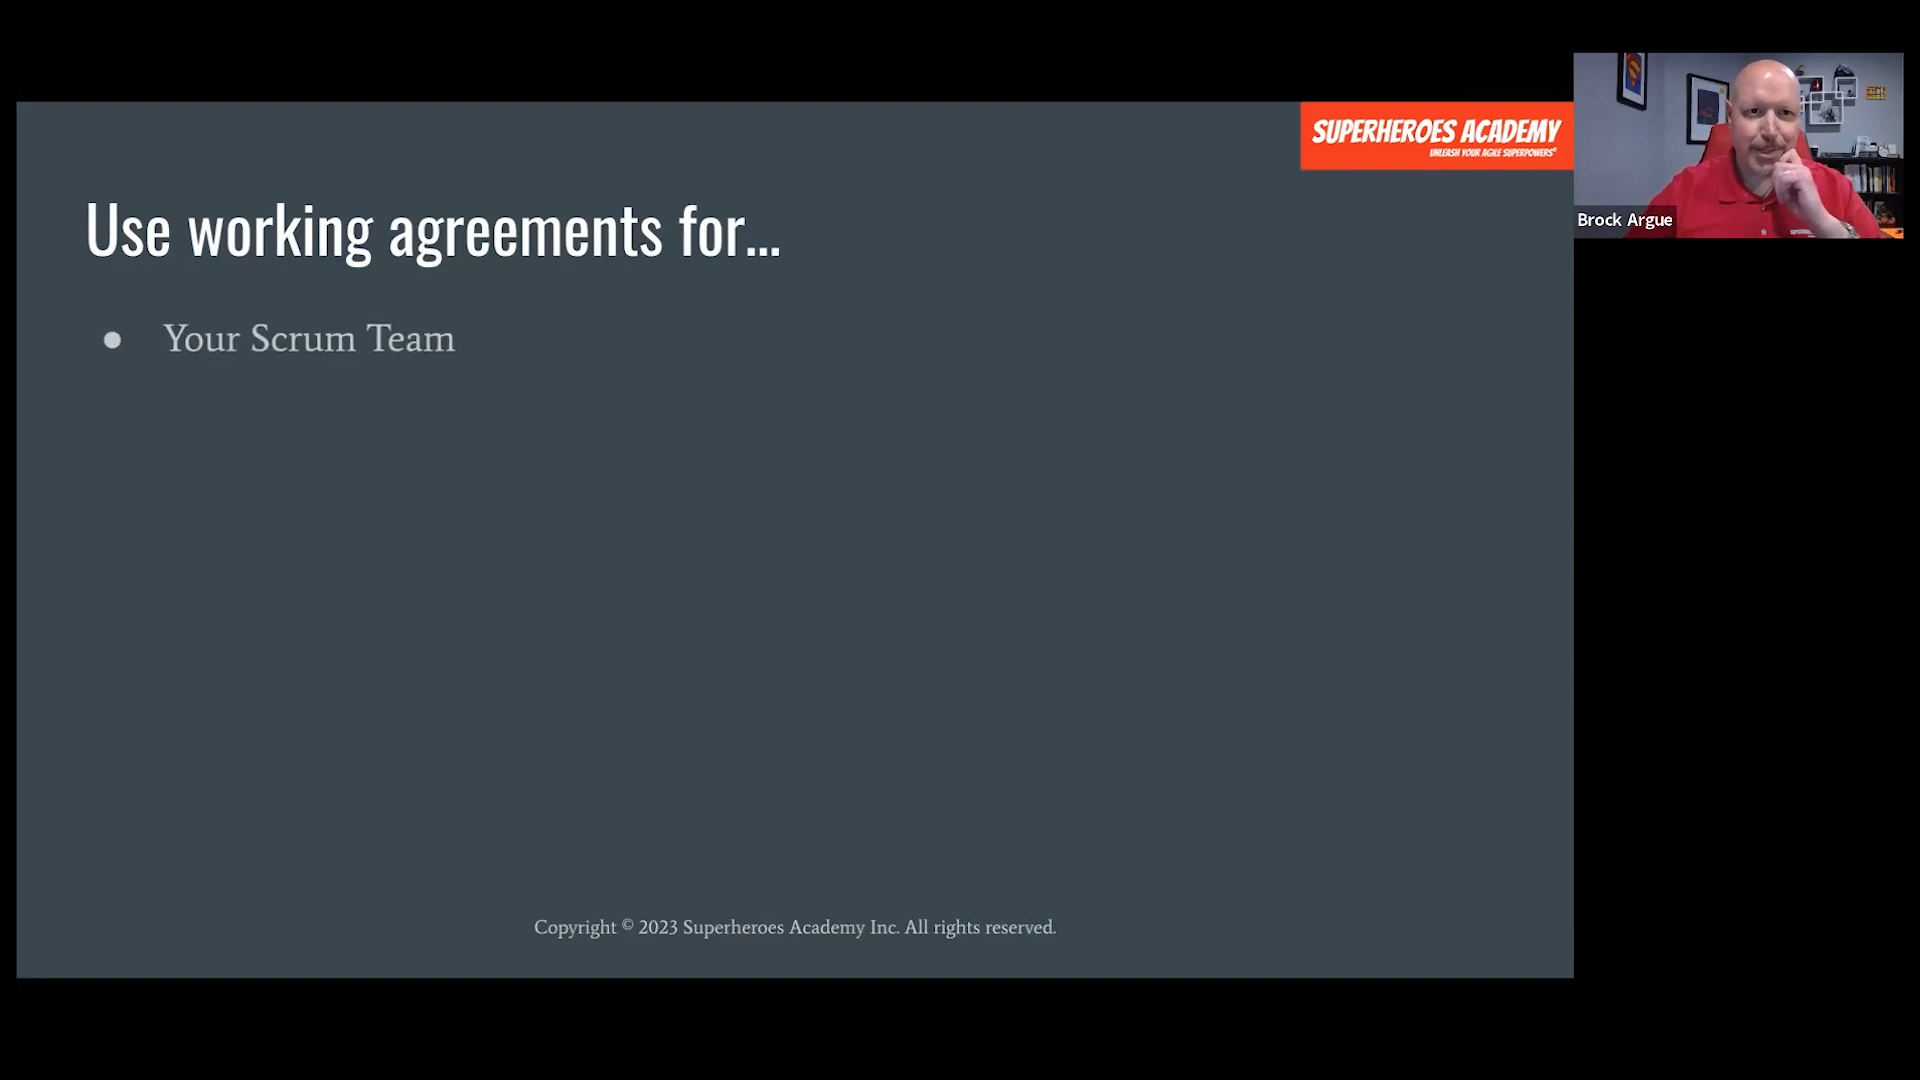 SUPERHEROES ACADEMY
UNLEASH YOUR AGILE SUPERPOWERS®
Brock Argue
Use working agreements for...
● Your Scrum Team
Copyright © 2023 Superheroes Academy Inc. All rights reserved.